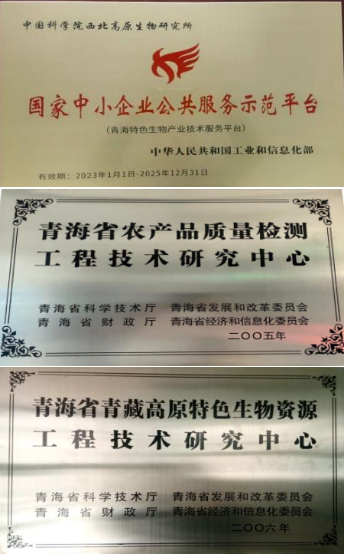 中国科学院西北高原生物研究所
国家中小企业公共服务示范平台
（青海特色生物产业技术服务平台）
中华人民共和国工业和信息化部
有效期：2023年1月1日-2025年12月31日
青海省农产品质量检测
工程技术研究中心
青海省科学技术厅 青海省发展和改革委员会
青海省财政厅 青海省经济和信息化委员会
二〇〇五年
青海省青藏高原特色生物资源
工程技术研究中心
青海省科学技术厅 青海省发展和改革委员会
青海省财政厅 青海省经济和信息化委员会
二〇〇六年